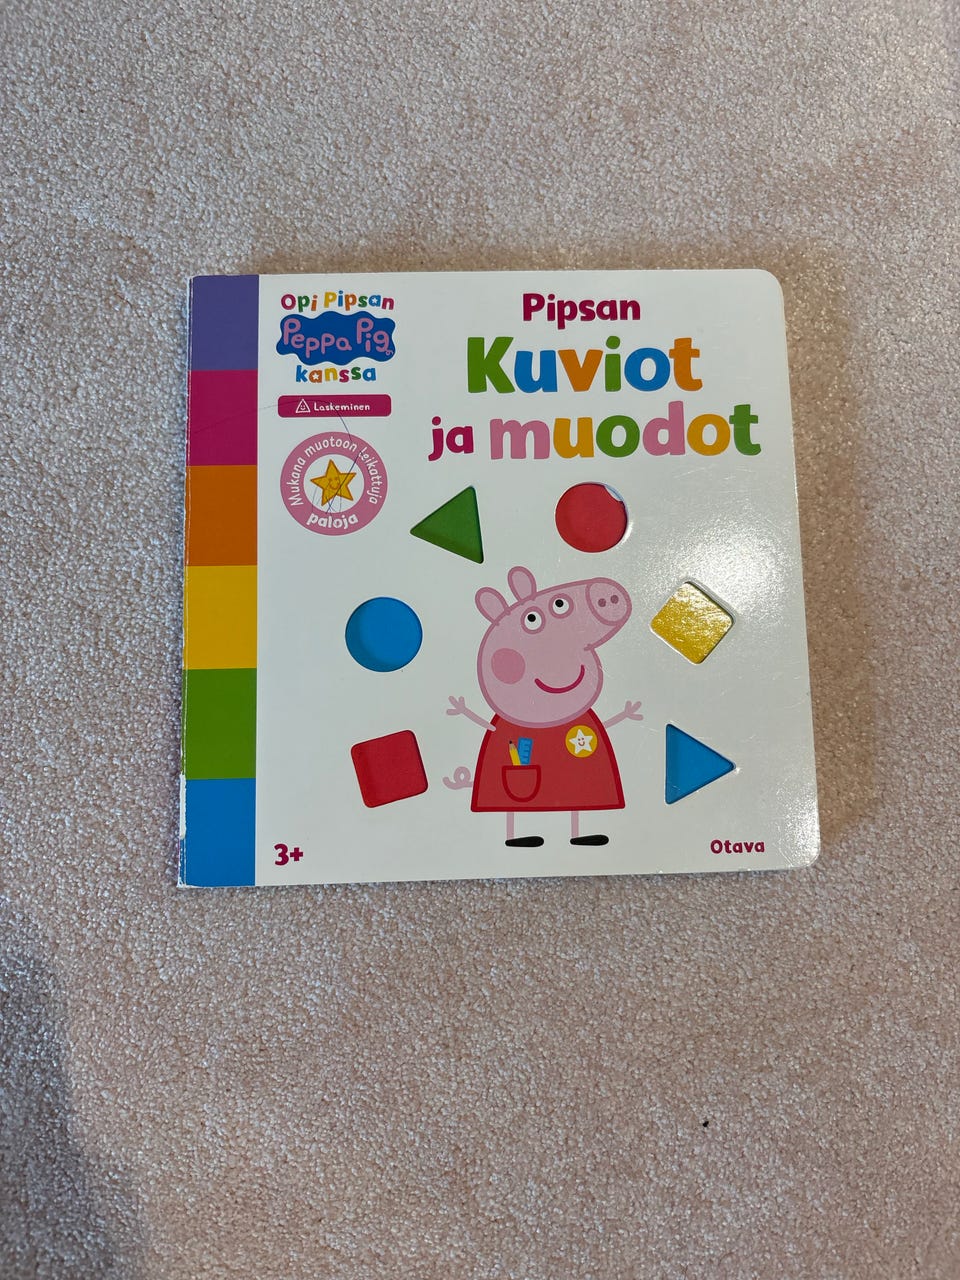 Opi Pipsan
Peppa Pig
kanssa
Laskeminen
Mukana muotoon leikattuja
paloja
Pipsan
Kuviot
ja muodot
3+
Otava